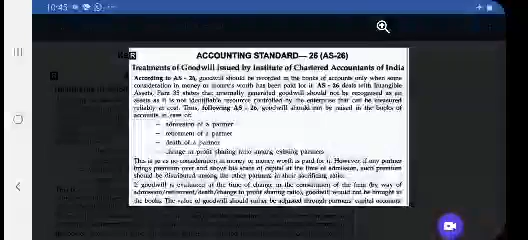 10:45
ACCOUNTING STANDARD— 26 (AS-26)
Treatments of Goodwill issued by Institute of Chartered Accountants of India
According to AS - 26, goodwill should be recorded in the books of accounts only when some
consideration in money or money's worth has been paid for it. AS - 26 deals with Intangible
Assets. Para 35 states that internally generated goodwill should not be recognised as an
assets as it is not identifiable resource controlled by the enterprise that can be measured
reliably at cost. Thus, following AS - 26, goodwill should not be raised in the books of
accounts in case of:
— admission of a partner
— retirement of a partner
— death of a partner
— change in profit sharing ratio among existing partners
This is so as no consideration in money or money worth is paid for it. However if any partner
brings premium over and above his share of capital at the time of admission, such premium
should be distributed among the other partners in their sacrificing ratio.
If goodwill is evaluated at the time of change in the constitution of the firm (by way of
admission/retirement/death/change in profit sharing ratio), goodwill would not be brought in
the books. The value of goodwill should rather be adjusted through partners' capital accounts